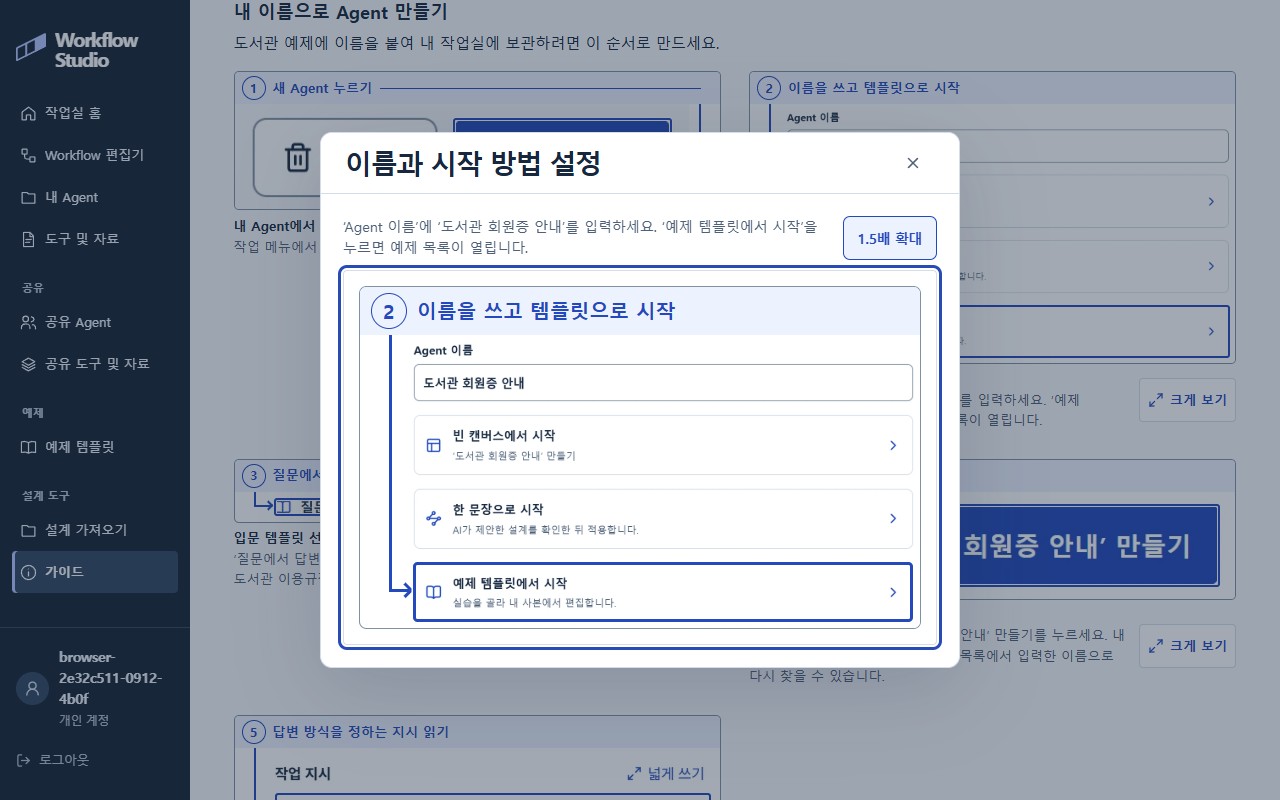 Workflow
Studio
작업실 홈
Workflow 편집기
내 Agent
도구 및 자료
공유
공유 Agent
공유 도구 및 자료
예제
예제 템플릿
설계 도구
설계 가져오기
가이드
browser-
2e32c511-0912-
4b0f
개인 계정
로그아웃
내 이름으로 Agent 만들기
도서관 예제에 이름을 붙여 내 작업실에 보관하려면 이 순서로 만드세요.
1 새 Agent 누르기
내 Agent에서
작업 메뉴에서
2 이름을 쓰고 템플릿으로 시작
Agent 이름
합니다.
를 입력하세요. ‘예제
록이 열립니다.
크게 보기
이름과 시작 방법 설정
‘Agent 이름’에 ‘도서관 회원증 안내’를 입력하세요. ‘예제 템플릿에서 시작’을
누르면 예제 목록이 열립니다.
1.5배 확대
2 이름을 쓰고 템플릿으로 시작
Agent 이름
도서관 회원증 안내
빈 캔버스에서 시작
‘도서관 회원증 안내’ 만들기
한 문장으로 시작
AI가 제안한 설계를 확인한 뒤 적용합니다.
예제 템플릿에서 시작
실습을 골라 내 사본에서 편집합니다.
3 질문에서
질문
입문 템플릿 선
‘질문에서 답변
도서관 이용규
회원증 안내’ 만들기
안내’ 만들기를 누르세요. 내
목록에서 입력한 이름으로
다시 찾을 수 있습니다.
크게 보기
5 답변 방식을 정하는 지시 읽기
작업 지시
넓게 쓰기